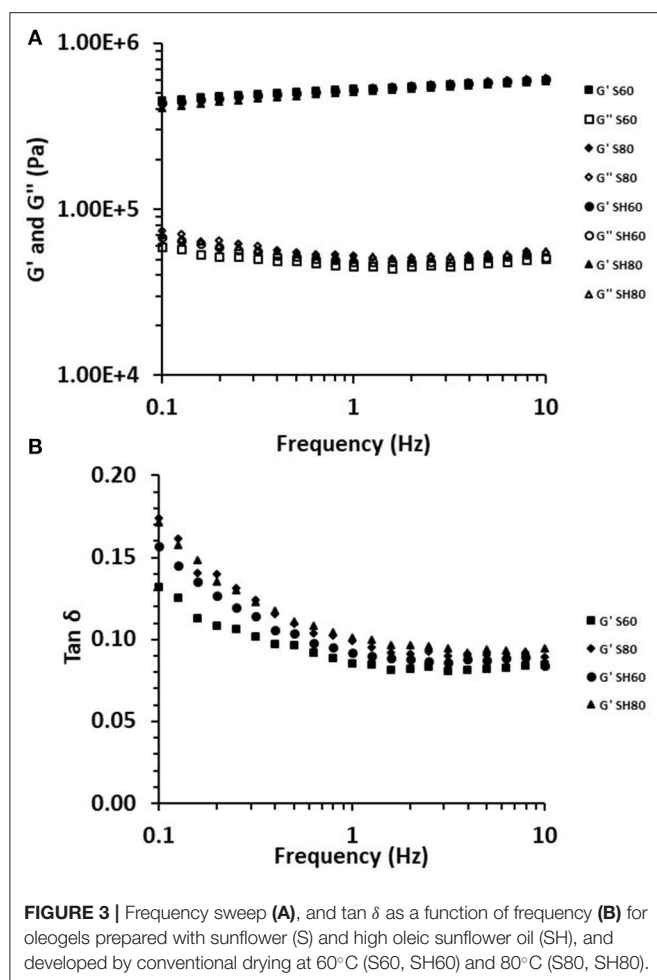 A
1.00E+6
1.00E+5
1.00E+4
G' and G" (Pa)
0.1
1
10
Frequency (Hz)
G' S60
G" S60
G' S80
G" S80
G' SH60
G" SH60
G' SH80
G" SH80
B
0.20
0.15
0.10
0.05
0.00
Tan δ
0.1
1
10
Frequency (Hz)
G' S60
G' S80
G' SH60
G' SH80
FIGURE 3 | Frequency sweep (A), and tan δ as a function of frequency (B) for
oleogels prepared with sunflower (S) and high oleic sunflower oil (SH), and
developed by conventional drying at 60°C (S60, SH60) and 80°C (S80, SH80).